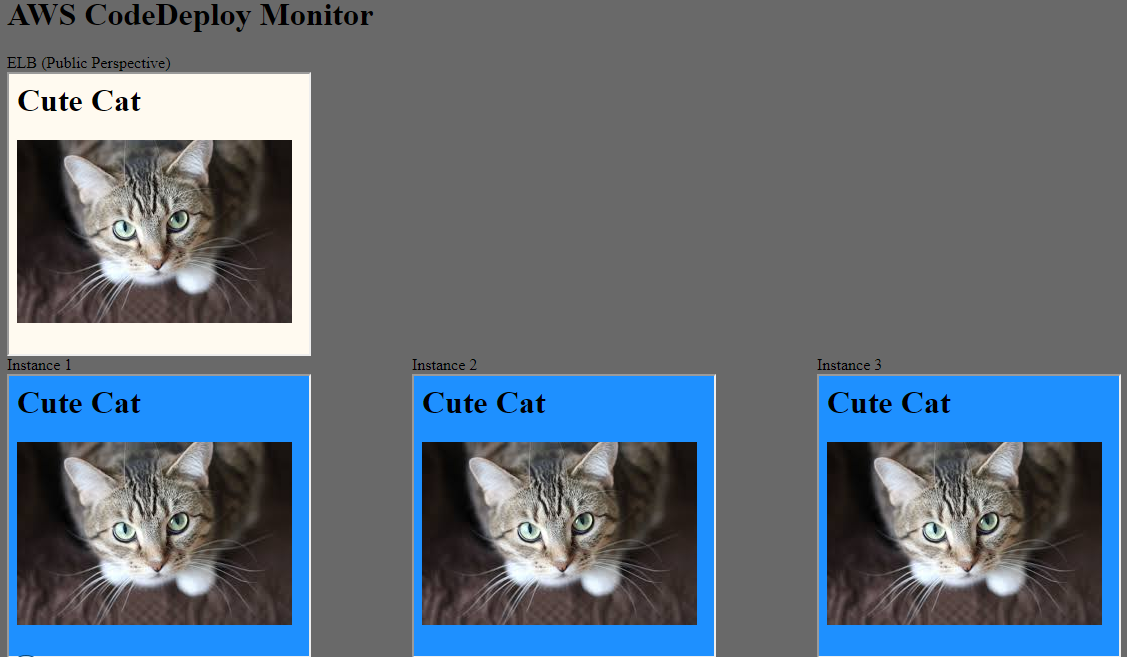 AWS CodeDeploy Monitor
ELB (Public Perspective)
Cute Cat
Instance 1
Instance 2
Instance 3
Cute Cat
Cute Cat
Cute Cat